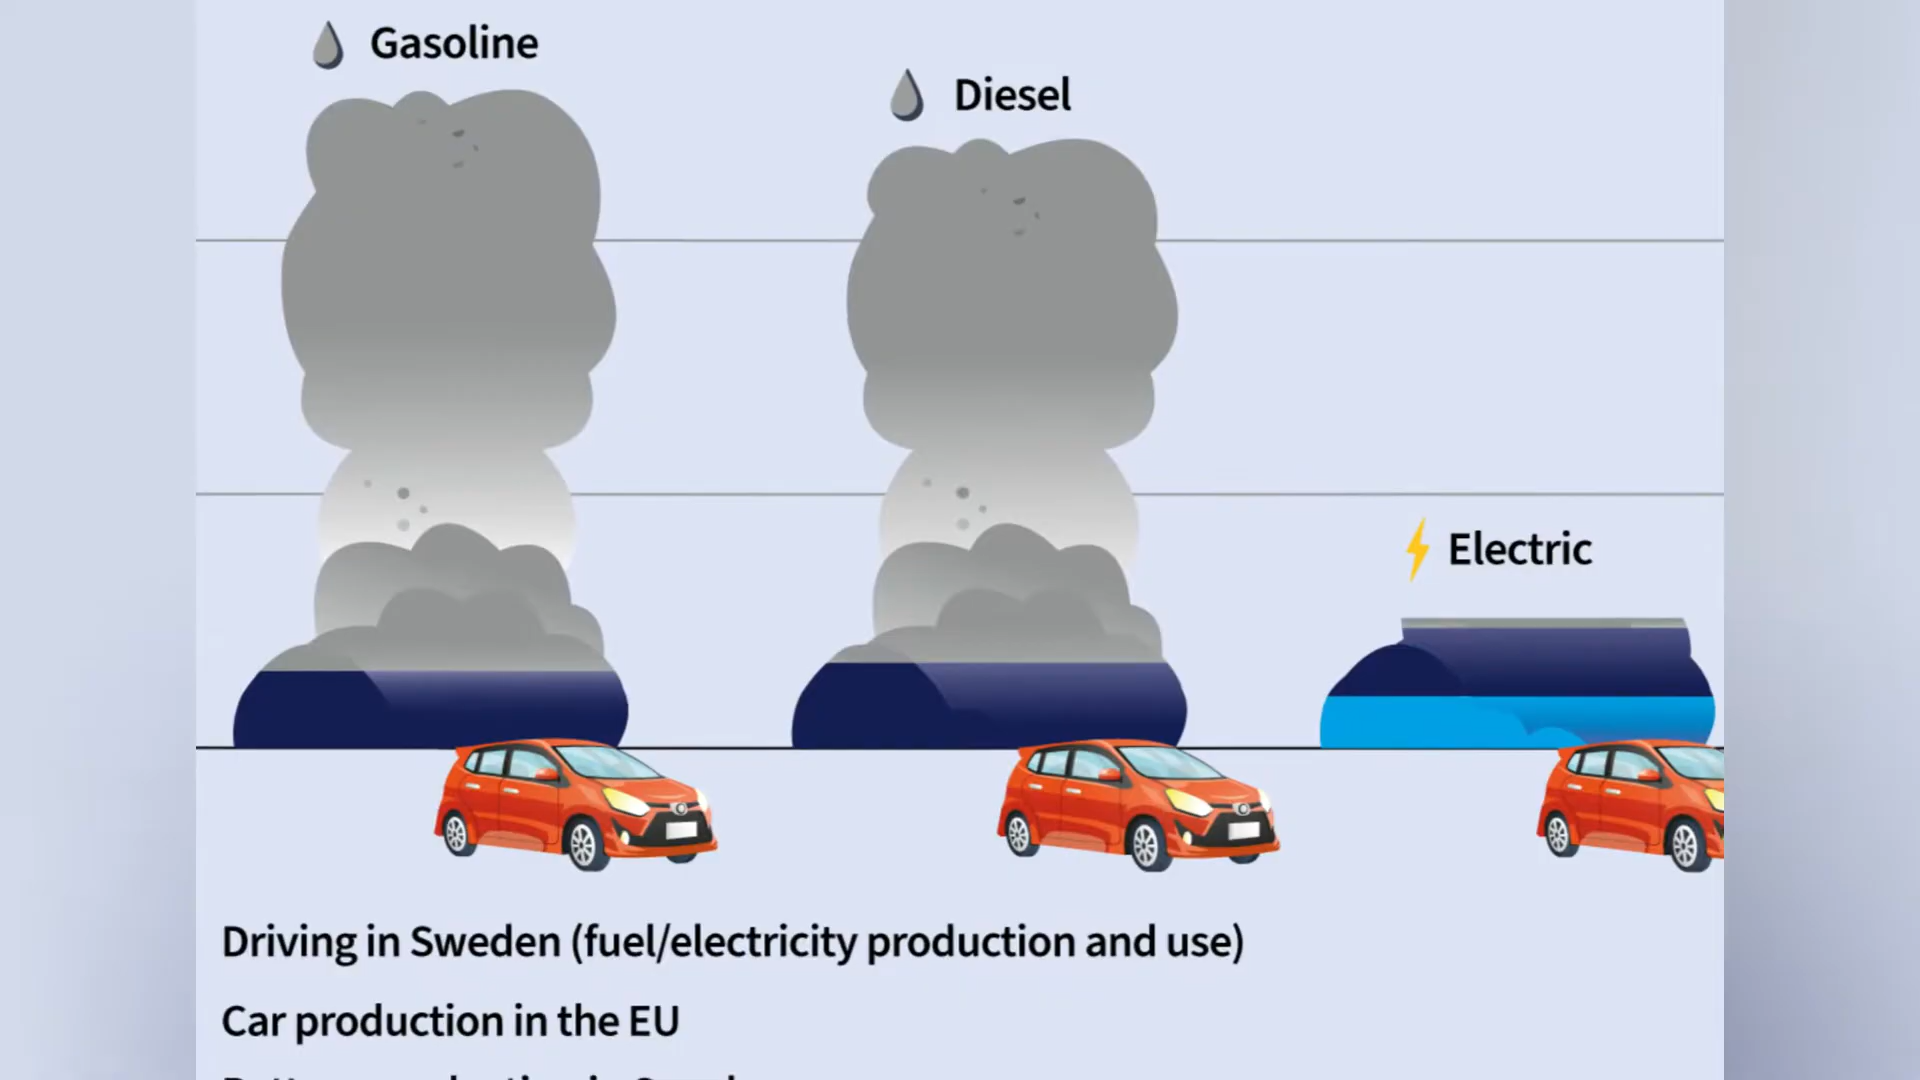 Gasoline
Diesel
Electric
Driving in Sweden (fuel/electricity production and use)
Car production in the EU